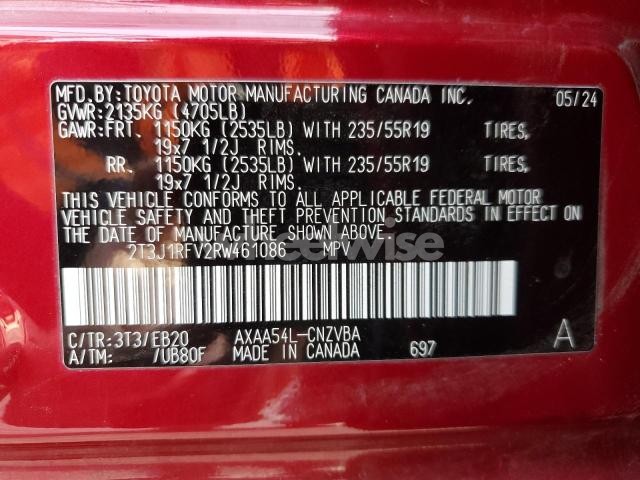 MFD.BY:TOYOTA MOTOR MANUFACTURING CANADA INC. 05/24
GVWR:2135KG (4705LB)
GAWR:FRT. 1150KG (2535LB) WITH 235/55R19 TIRES,
19x7 1/2J RIMS.
RR. 1150KG (2535LB) WITH 235/55R19 TIRES,
19x7 1/2J RIMS.
THIS VEHICLE CONFORMS TO ALL APPLICABLE FEDERAL MOTOR
VEHICLE SAFETY AND THEFT PREVENTION STANDARDS IN EFFECT ON
THE DATE OF MANUFACTURE SHOWN ABOVE.
2T3J1RFV2RW461086 MPV
C/TR:3T3/EB20 AXAA54L-CNZVBA A
A/TM: /UB80F MADE IN CANADA 697